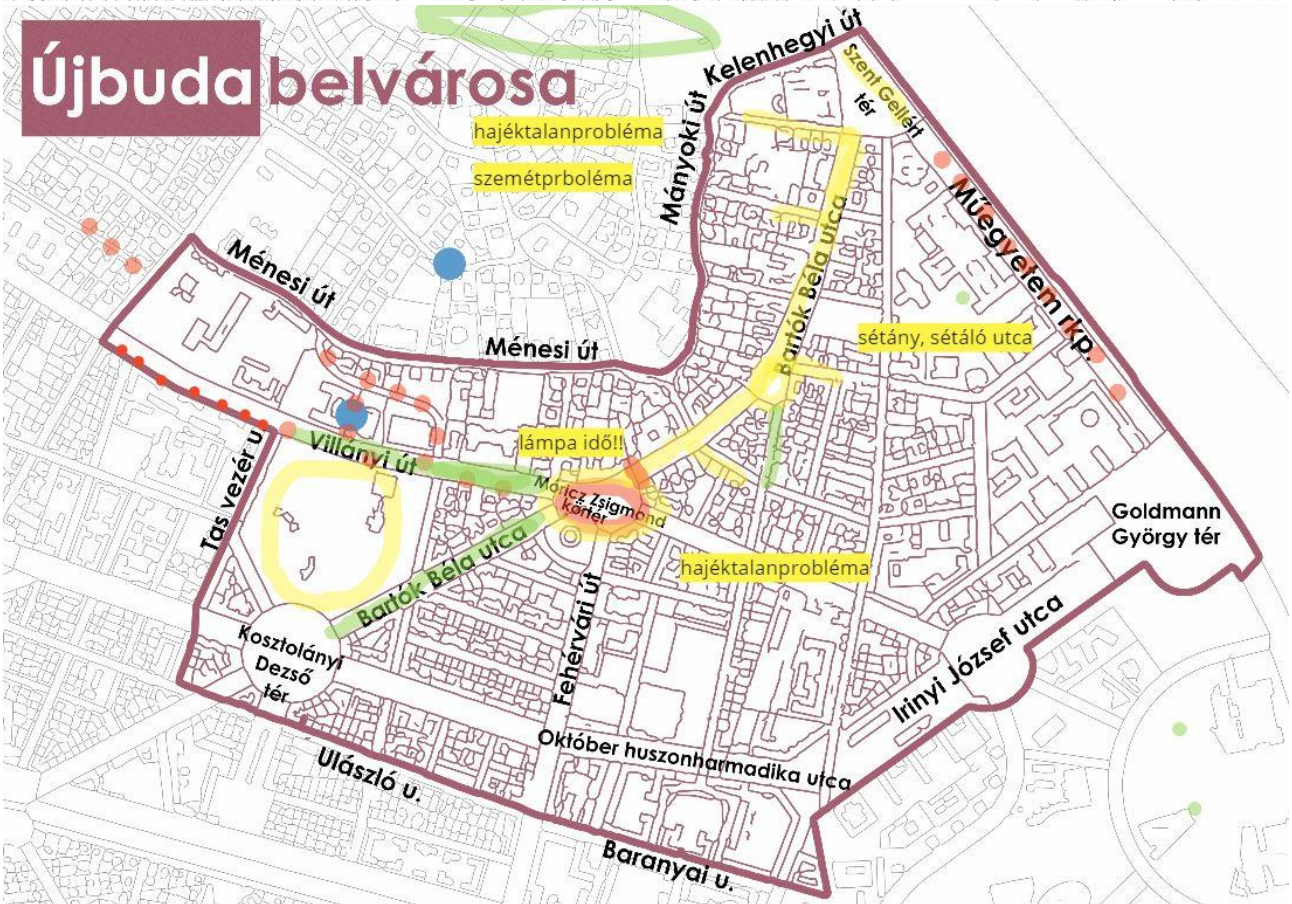 Újbuda belvárosa
Kelenhegyi út
Szent Gellért
tér
hajéktalanprobléma
szemétprboléma
Mányoki út
Műegyetem rkp.
Ménesi út
Bartók Béla utca
sétány, sétáló utca
Ménesi út
lámpa idő!!
Villányi út
Móricz Zsigmond
körtér
Tas vezér u.
Goldmann
György tér
Bartók Béla utca
hajéktalanprobléma
Kosztolányi
Dezső
tér
Fehérvári út
Irinyi József utca
Október huszonharmadika utca
Ulászló u.
Baranyai u.